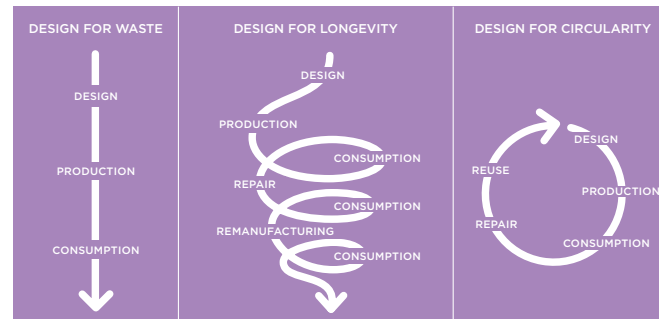 DESIGN FOR WASTE
DESIGN
PRODUCTION
CONSUMPTION
DESIGN FOR LONGEVITY
DESIGN
PRODUCTION
CONSUMPTION
REPAIR
CONSUMPTION
REMANUFACTURING
CONSUMPTION
DESIGN FOR CIRCULARITY
DESIGN
REUSE
PRODUCTION
REPAIR
CONSUMPTION